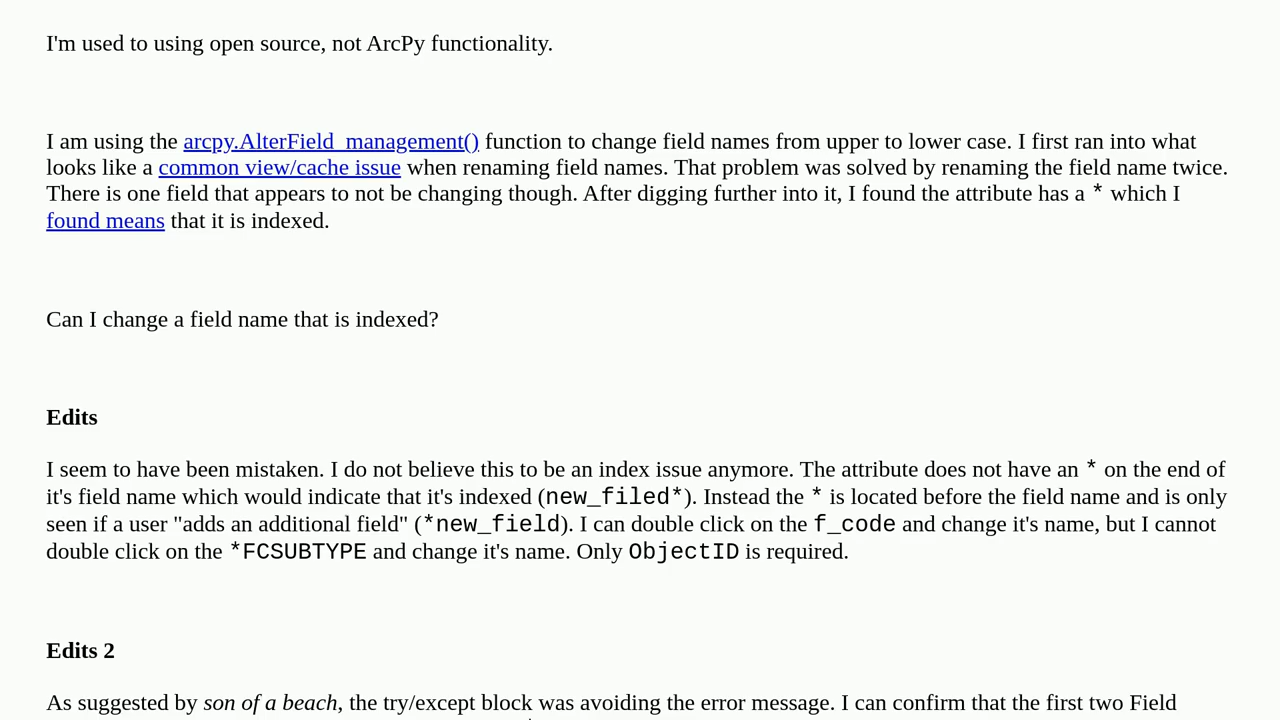 I'm used to using open source, not ArcPy functionality.
I am using the arcpy.AlterField_management() function to change field names from upper to lower case. I first ran into what
looks like a common view/cache issue when renaming field names. That problem was solved by renaming the field name twice.
There is one field that appears to not be changing though. After digging further into it, I found the attribute has a * which I
found means that it is indexed.
Can I change a field name that is indexed?
Edits
I seem to have been mistaken. I do not believe this to be an index issue anymore. The attribute does not have an * on the end of
it's field name which would indicate that it's indexed (new_filed*). Instead the * is located before the field name and is only
seen if a user "adds an additional field" (*new_field). I can double click on the f_code and change it's name, but I cannot
double click on the *FCSUBTYPE and change it's name. Only ObjectID is required.
Edits 2
As suggested by son of a beach, the try/except block was avoiding the error message. I can confirm that the first two Field